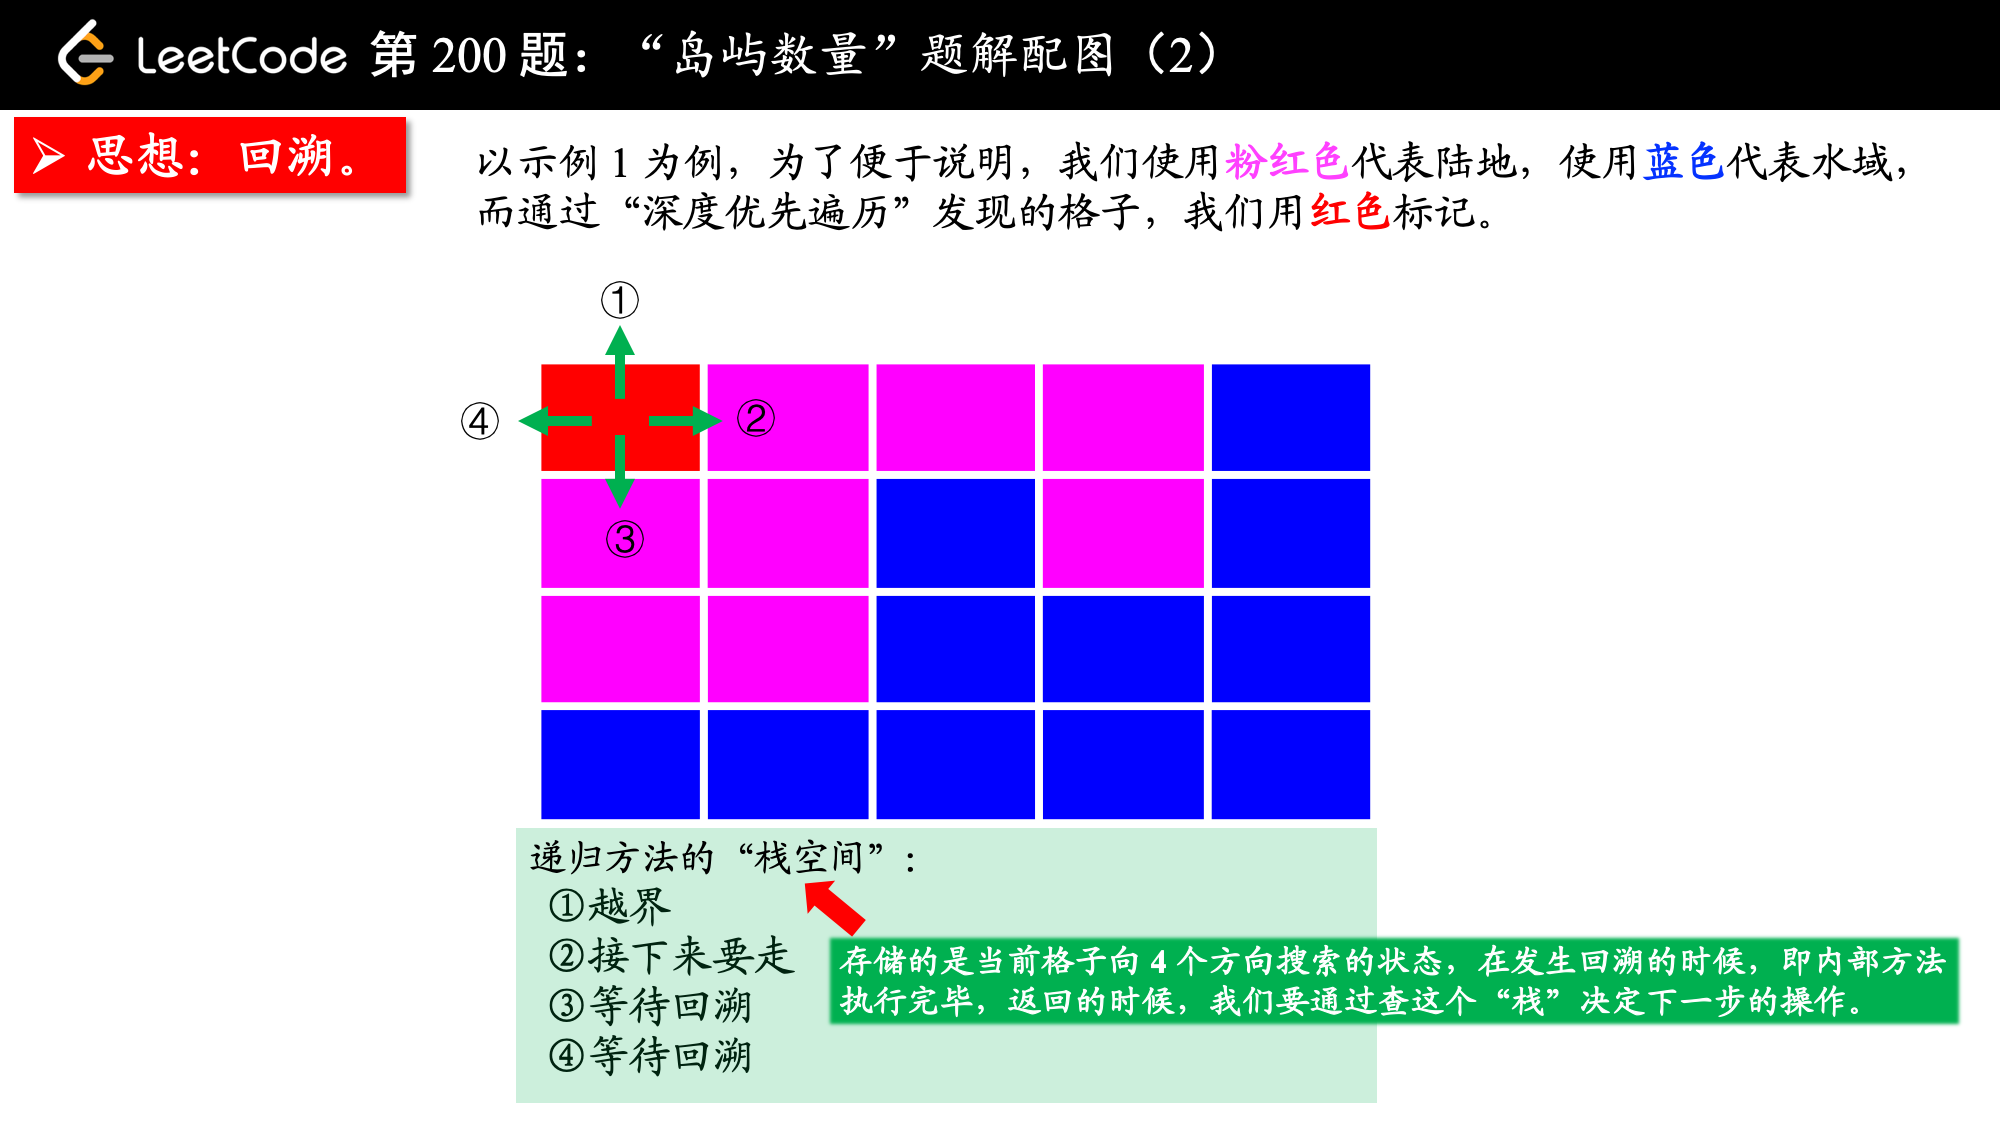 LeetCode 第 200 题：“岛屿数量”题解配图（2）
思想：回溯。
以示例 1 为例，为了便于说明，我们使用粉红色代表陆地，使用蓝色代表水域，
而通过“深度优先遍历”发现的格子，我们用红色标记。
①
④
②
③
递归方法的“栈空间”：
①越界
②接下来要走
③等待回溯
④等待回溯
存储的是当前格子向 4 个方向搜索的状态，在发生回溯的时候，即内部方法
执行完毕，返回的时候，我们要通过查这个“栈”决定下一步的操作。